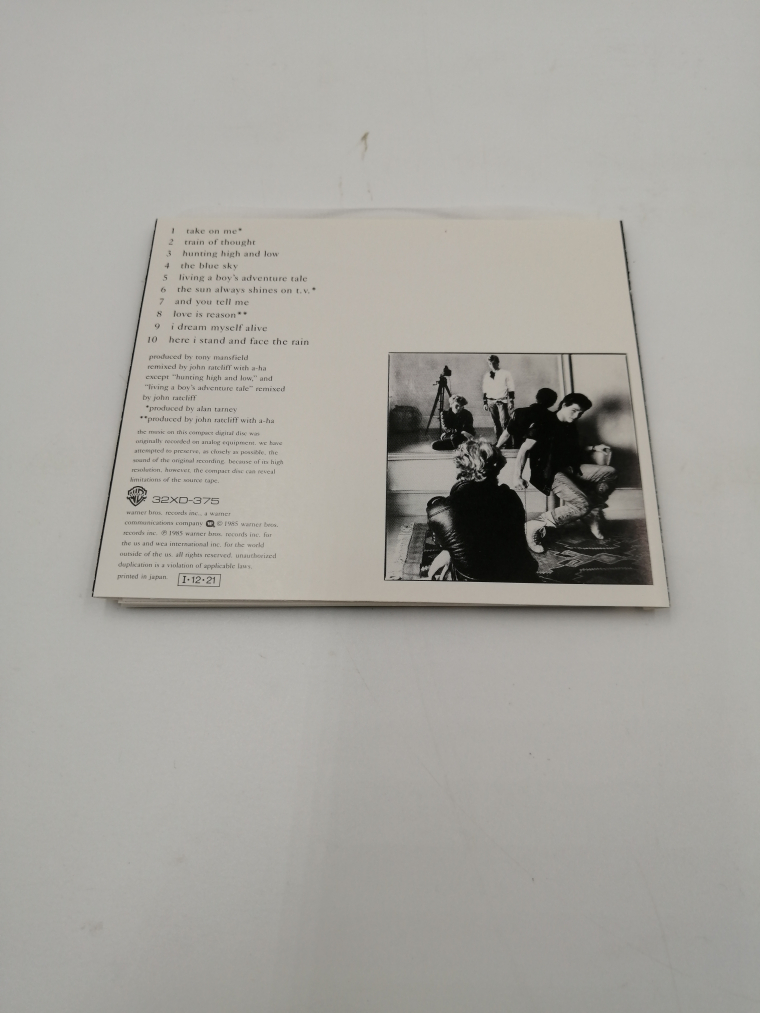 1 take on me*
2 train of thought
3 hunting high and low
4 the blue sky
5 living a boy's adventure tale
6 the sun always shines on t.v.*
7 and you tell me
8 love is reason**
9 i dream myself alive
10 here i stand and face the rain
produced by tony mansfield
remixed by john ratcliff with a-ha
except "hunting high and low," and
"living a boy's adventure tale" remixed
by john ratcliff
*produced by alan tarney
**produced by john ratcliff with a-ha
the music on this compact digital disc was
originally recorded on analog equipment. we have
attempted to preserve, as closely as possible, the
sound of the original recording. because of its high
resolution, however, the compact disc can reveal
limitations of the source tape.
32XD-375
warner bros. records inc., a warner
communications company © 1985 warner bros.
records inc. ℗ 1985 warner bros. records inc. for
the us and wea international inc. for the world
outside of the us. all rights reserved. unauthorized
duplication is a violation of applicable laws.
printed in japan. I·12·21